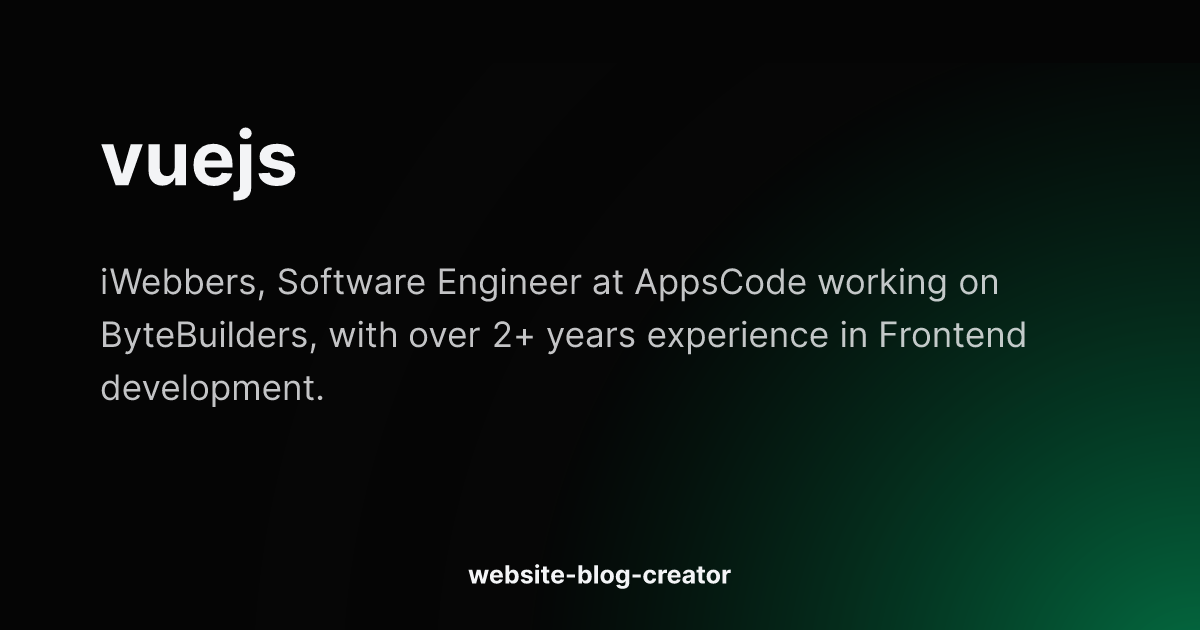 vuejs
iWebbers, Software Engineer at AppsCode working on
ByteBuilders, with over 2+ years experience in Frontend
development.
website-blog-creator